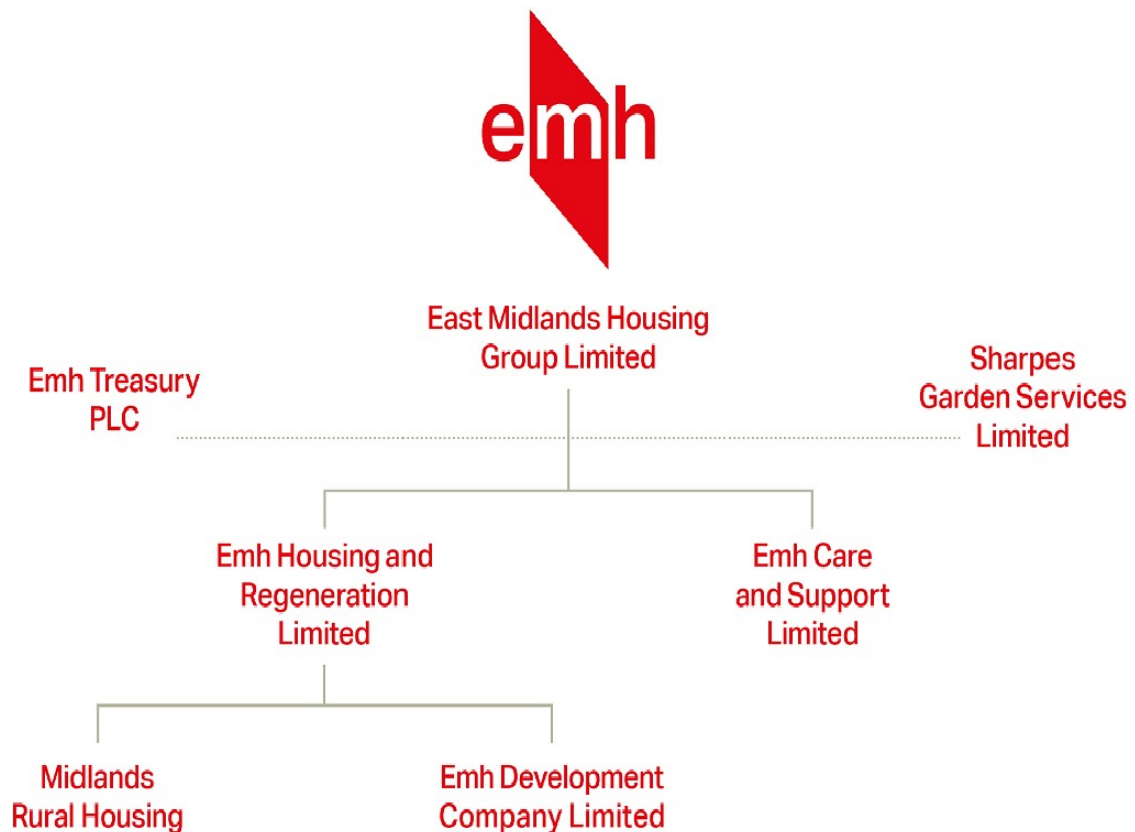 emh
East Midlands Housing
Group Limited
Emh Treasury
PLC
Sharpes
Garden Services
Limited
Emh Housing and
Regeneration
Limited
Emh Care
and Support
Limited
Midlands
Rural Housing
Emh Development
Company Limited